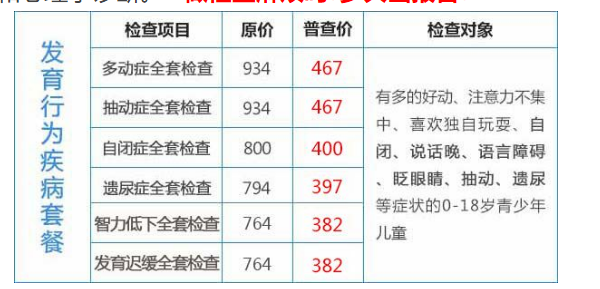 检查项目 原价 普查价 检查对象
发育行为疾病套餐
多动症全套检查 934 467
抽动症全套检查 934 467
自闭症全套检查 800 400
遗尿症全套检查 794 397
智力低下全套检查 764 382
发育迟缓全套检查 764 382
有多的好动、注意力不集
中、喜欢独自玩耍、自
闭、说话晚、语言障碍
、眨眼睛、抽动、遗尿
等症状的0-18岁青少年
儿童